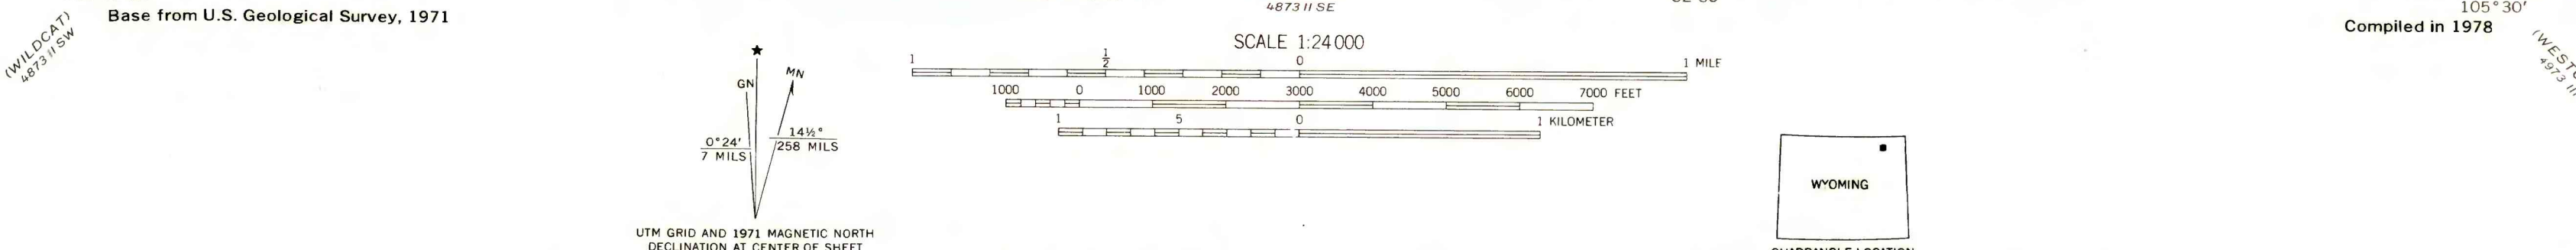 4873 II SE
105°30'
Base from U.S. Geological Survey, 1971
Compiled in 1978
(WILDCAT)
4873 II SW
SCALE 1:24 000
1 1/2 0 1 MILE
1000 0 1000 2000 3000 4000 5000 6000 7000 FEET
1 5 0 1 KILOMETER
★
GN
MN
0°24'
7 MILS
14½°
258 MILS
UTM GRID AND 1971 MAGNETIC NORTH
DECLINATION AT CENTER OF SHEET
WYOMING
QUADRANGLE LOCATION